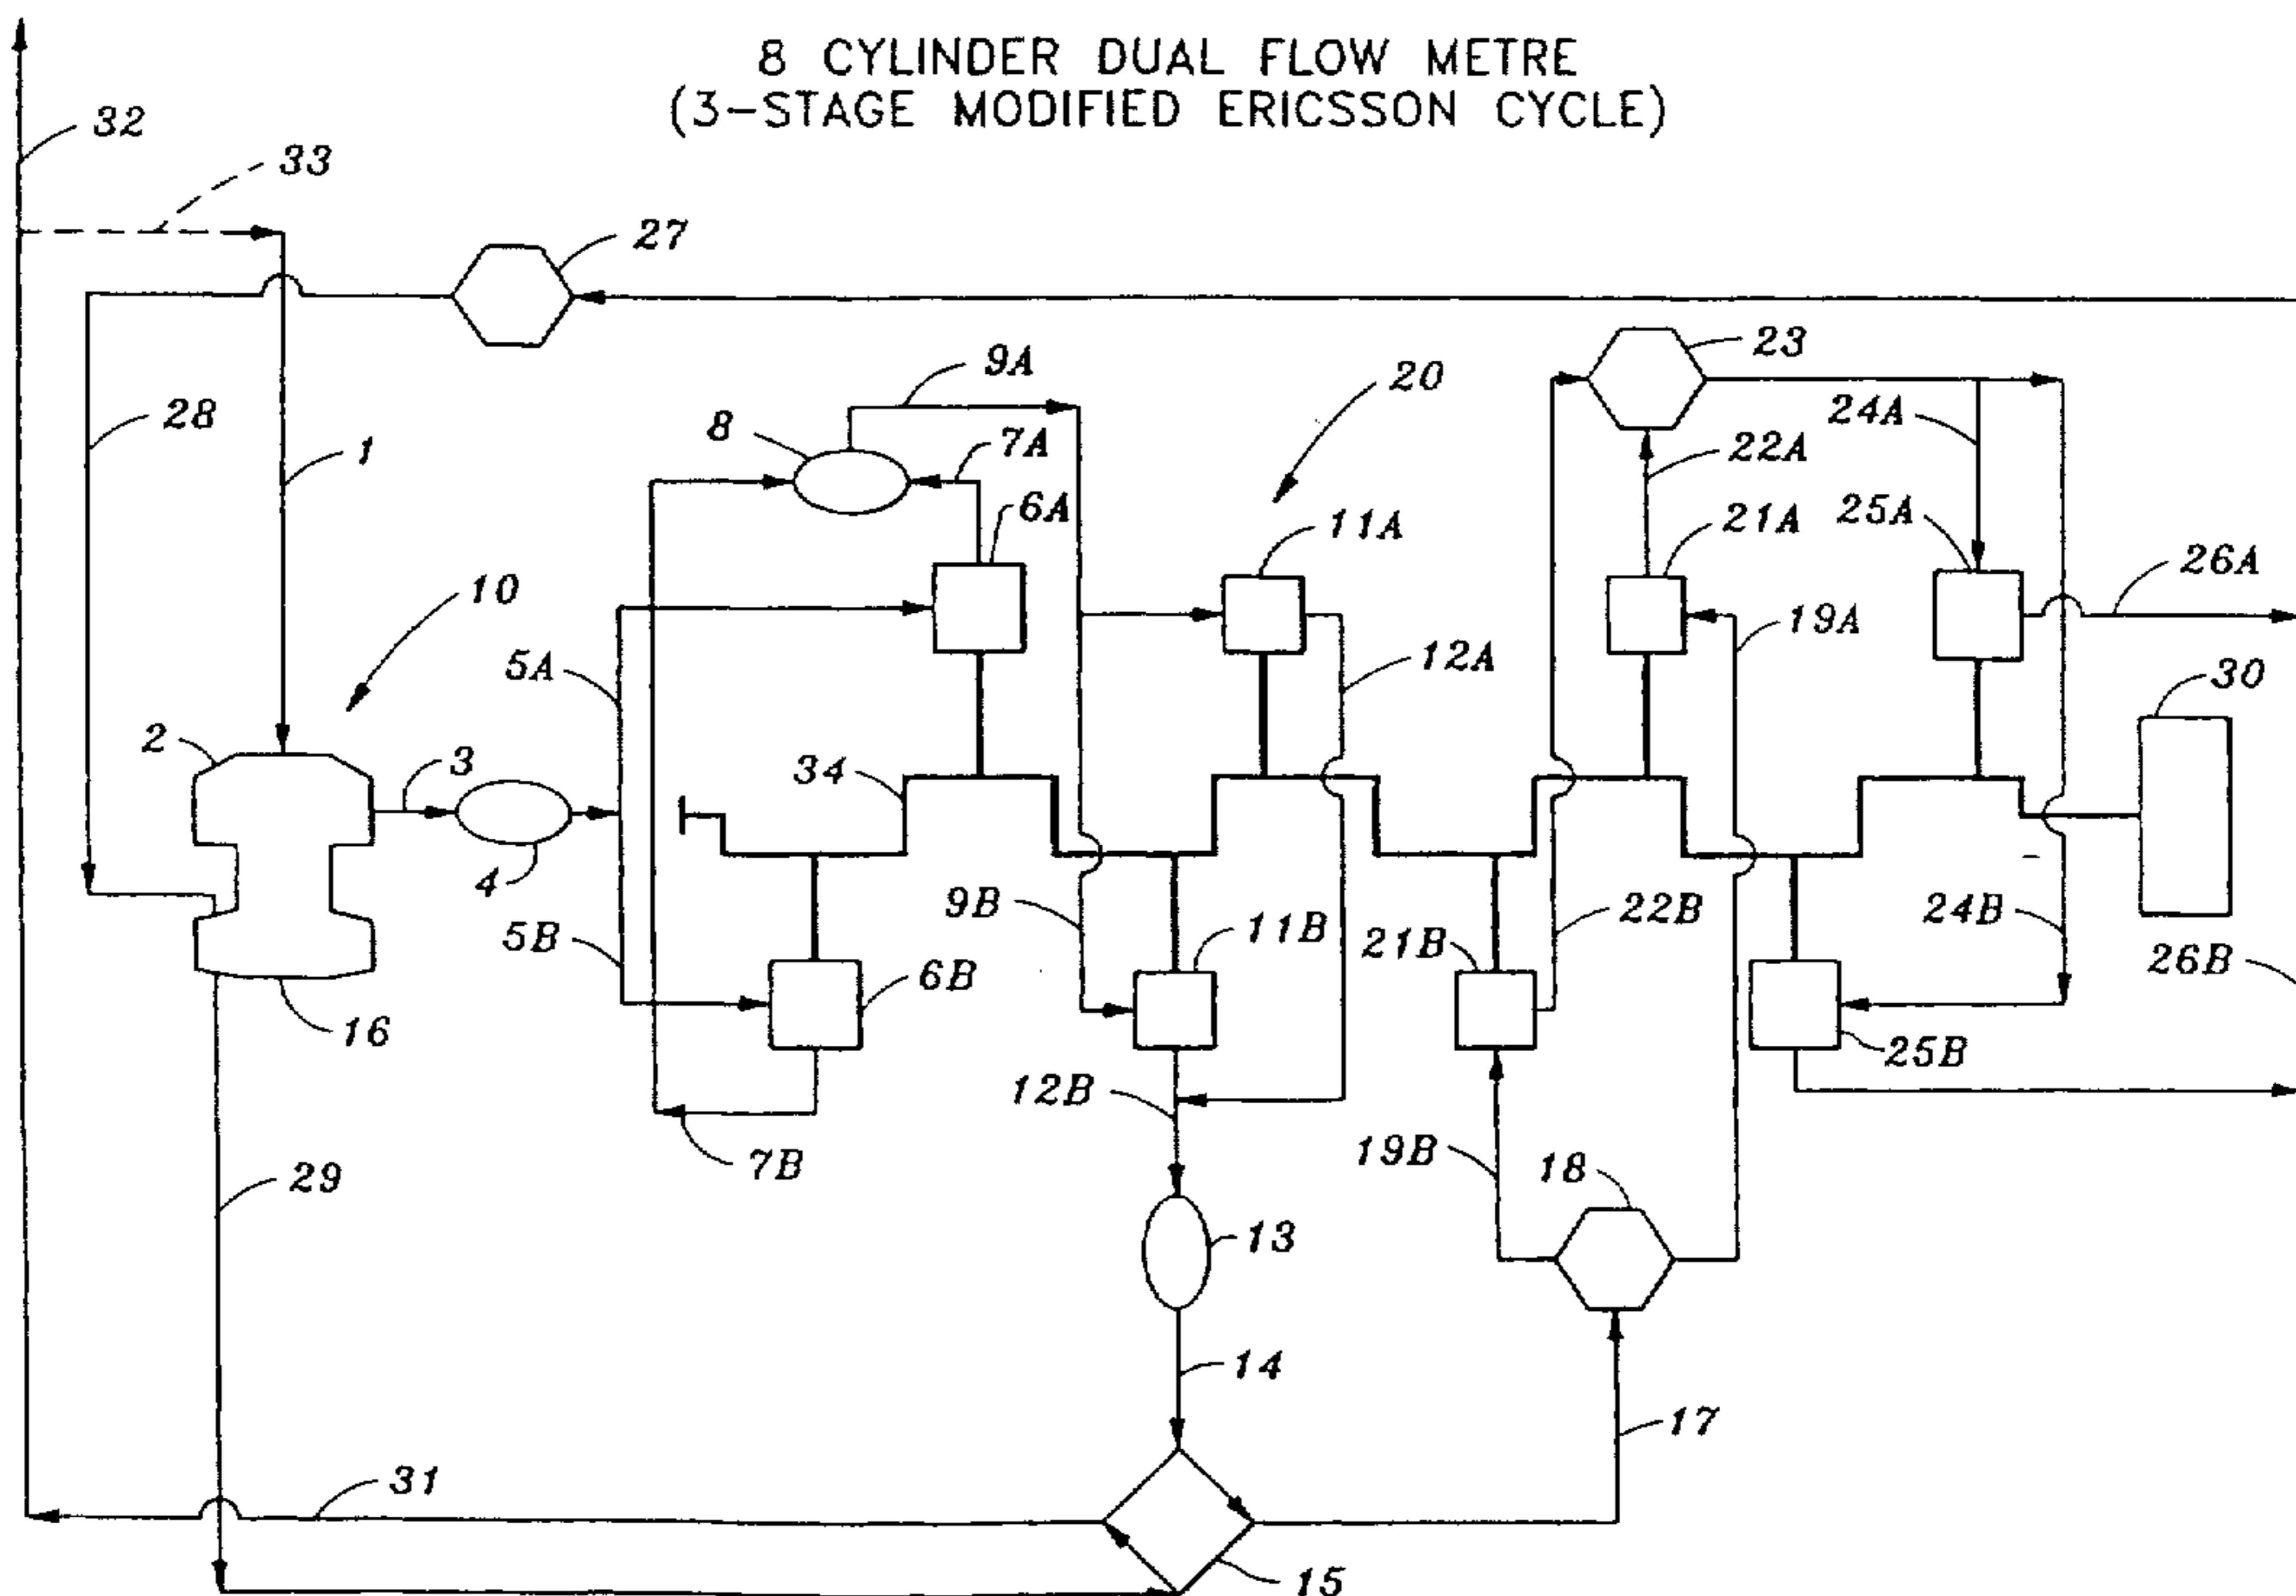 8 CYLINDER DUAL FLOW METRE
(3-STAGE MODIFIED ERICSSON CYCLE)
32
33
27
23
9A
20
28
1
8
7A
24A
22A
6A
11A
21A
25A
10
26A
5A
12A
19A
30
2
3
34
4
9B
22B
24B
5B
11B
21B
6B
26B
16
25B
12B
7B
19B
18
29
13
14
17
31
15